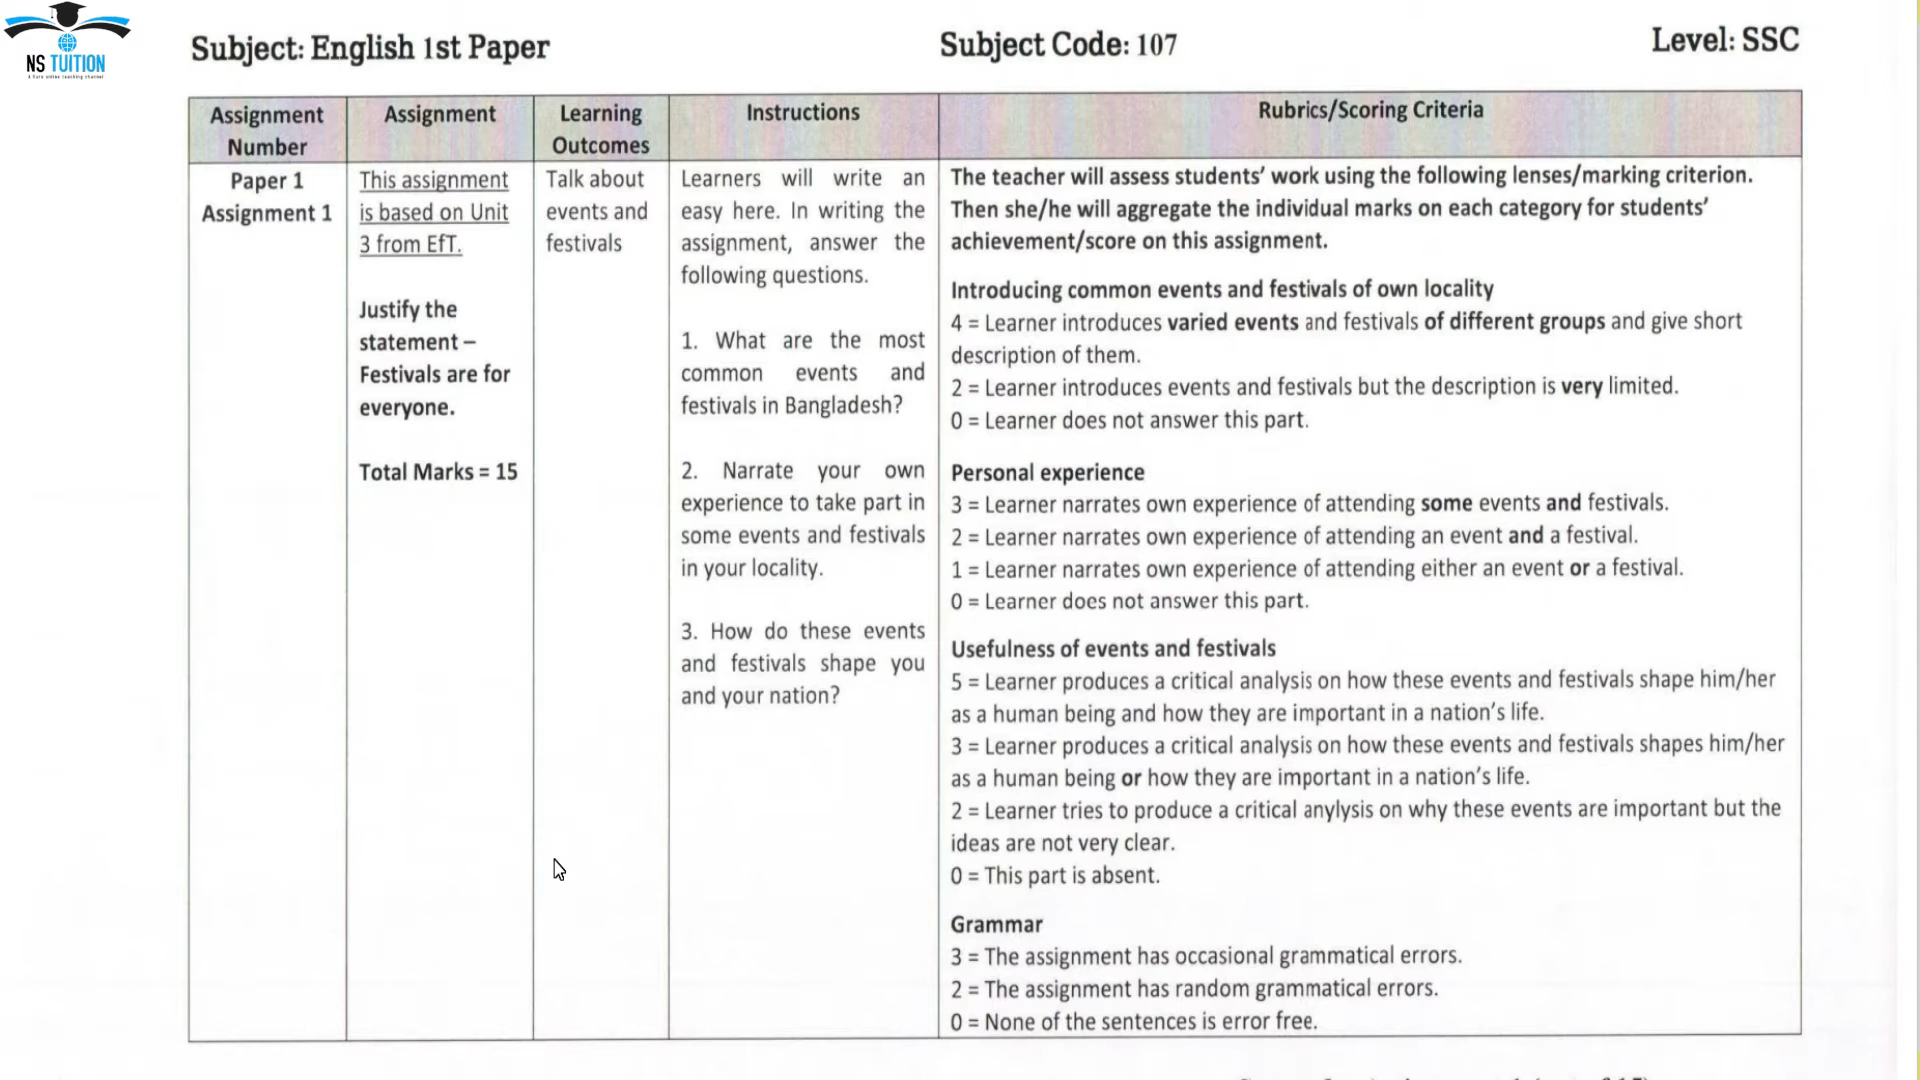 NS TUITION
Subject: English 1st Paper
Subject Code: 107
Level: SSC
Assignment
Number
Assignment
Learning
Outcomes
Instructions
Rubrics/Scoring Criteria
Paper 1
Assignment 1
This assignment
is based on Unit
3 from EfT.
Justify the
statement –
Festivals are for
everyone.
Total Marks = 15
Talk about
events and
festivals
Learners will write an
easy here. In writing the
assignment, answer the
following questions.
1. What are the most
common events and
festivals in Bangladesh?
2. Narrate your own
experience to take part in
some events and festivals
in your locality.
3. How do these events
and festivals shape you
and your nation?
The teacher will assess students’ work using the following lenses/marking criterion.
Then she/he will aggregate the individual marks on each category for students’
achievement/score on this assignment.
Introducing common events and festivals of own locality
4 = Learner introduces varied events and festivals of different groups and give short
description of them.
2 = Learner introduces events and festivals but the description is very limited.
0 = Learner does not answer this part.
Personal experience
3 = Learner narrates own experience of attending some events and festivals.
2 = Learner narrates own experience of attending an event and a festival.
1 = Learner narrates own experience of attending either an event or a festival.
0 = Learner does not answer this part.
Usefulness of events and festivals
5 = Learner produces a critical analysis on how these events and festivals shape him/her
as a human being and how they are important in a nation’s life.
3 = Learner produces a critical analysis on how these events and festivals shapes him/her
as a human being or how they are important in a nation’s life.
2 = Learner tries to produce a critical anylysis on why these events are important but the
ideas are not very clear.
0 = This part is absent.
Grammar
3 = The assignment has occasional grammatical errors.
2 = The assignment has random grammatical errors.
0 = None of the sentences is error free.